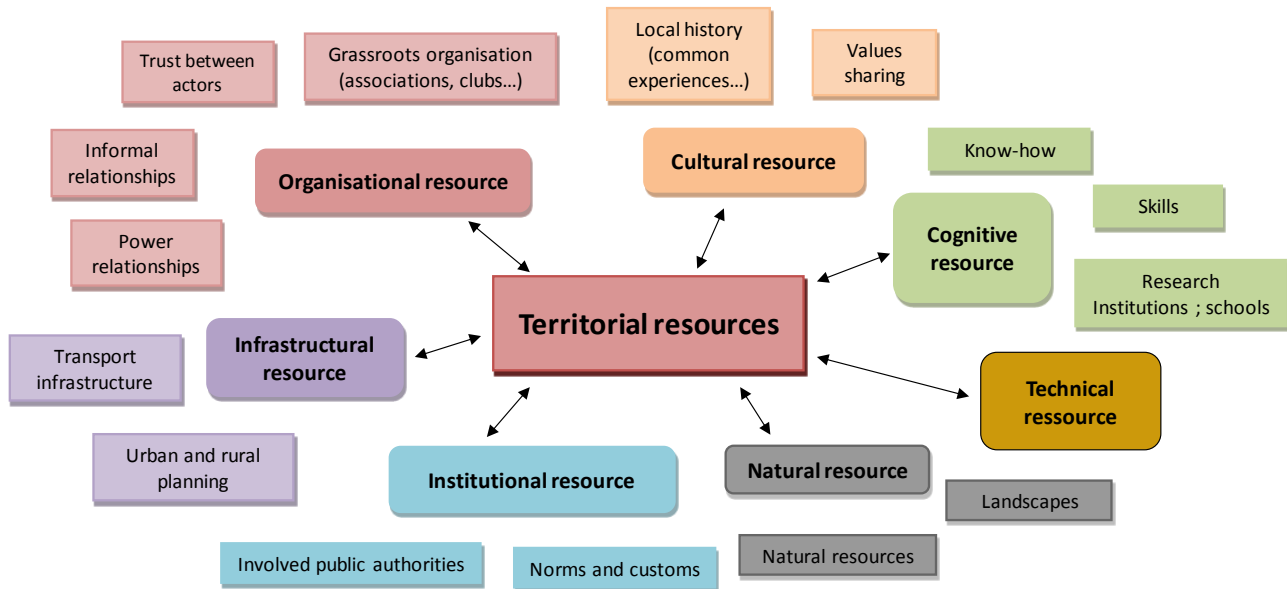 Local history
(common
experiences...)
Values
sharing
Grassroots organisation
(associations, clubs...)
Trust between
actors
Informal
relationships
Organisational resource
Cultural resource
Know-how
Skills
Power
relationships
Cognitive
resource
Research
Institutions ; schools
Territorial resources
Transport
infrastructure
Infrastructural
resource
Technical
ressource
Urban and rural
planning
Institutional resource
Natural resource
Landscapes
Involved public authorities
Norms and customs
Natural resources